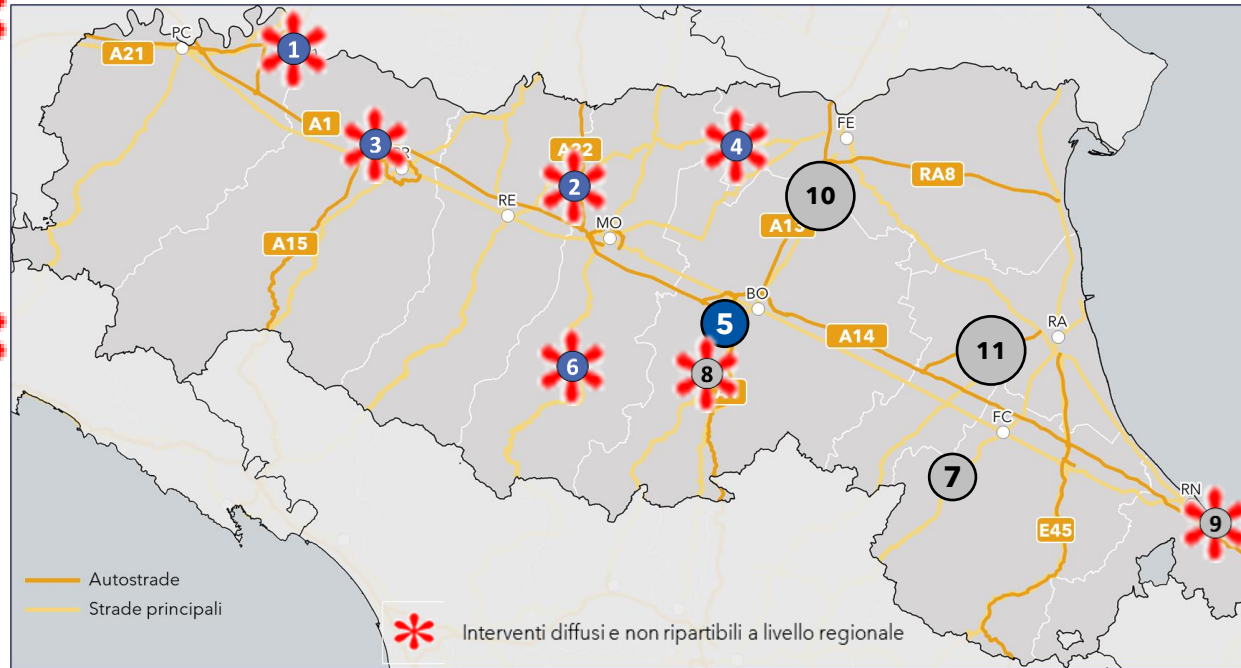 PC
A21
1
A1
3
A22
2
4
FE
RA8
10
RE
MO
A15
A13
BO
5
A14
RA
11
6
8
FC
7
RN
9
E45
Autostrade
Strade principali
Interventi diffusi e non ripartibili a livello regionale